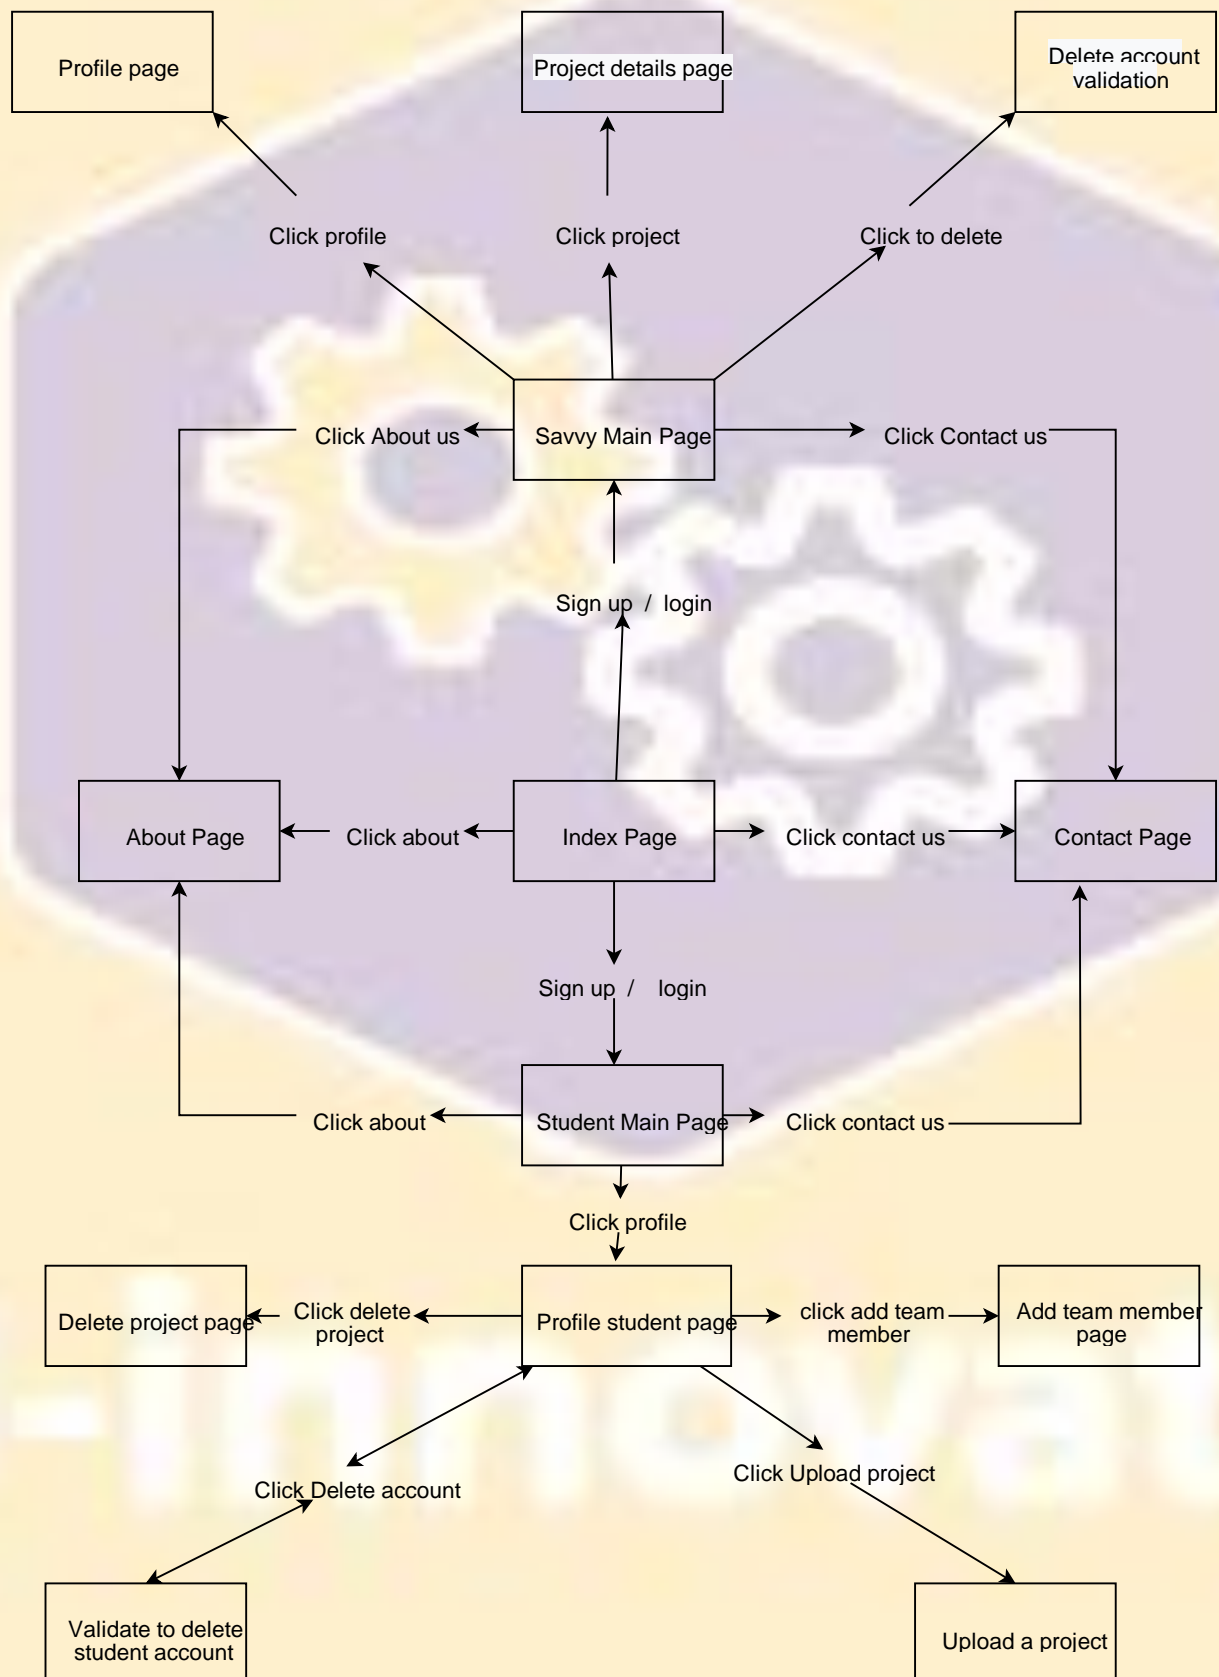 Profile page
Project details page
Delete account
validation
Click profile
Click project
Click to delete
Click About us
Savvy Main Page
Click Contact us
Sign up / login
About Page
Click about
Index Page
Click contact us
Contact Page
Sign up / login
Click about
Student Main Page
Click contact us
Click profile
Delete project page
Click delete
project
Profile student page
click add team
member
Add team member
page
-innovat
Click Delete account
Click Upload project
Validate to delete
student account
Upload a project